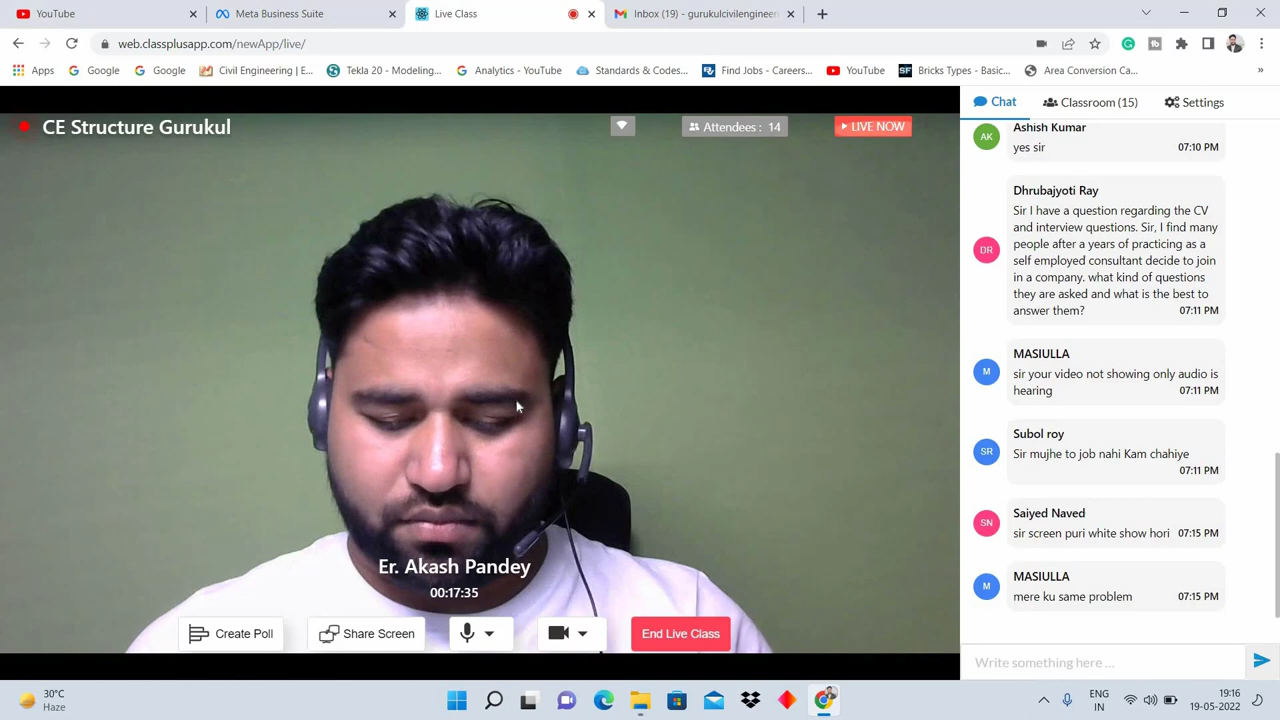 YouTube
Meta Business Suite
Live Class
Inbox (19) - gurukulcivilengineer
web.classplusapp.com/newApp/live/
Apps
Google
Google
Civil Engineering | E...
Tekla 20 - Modeling...
Analytics - YouTube
Standards & Codes...
Find Jobs - Careers...
YouTube
SF
Bricks Types - Basic...
Area Conversion Ca...
»
CE Structure Gurukul
Attendees : 14
LIVE NOW
Er. Akash Pandey
00:17:35
Create Poll
Share Screen
End Live Class
Chat
Classroom (15)
Settings
AK
Ashish Kumar
yes sir
07:10 PM
DR
Dhrubajyoti Ray
Sir I have a question regarding the CV
and interview questions. Sir, I find many
people after a years of practicing as a
self employed consultant decide to join
in a company. what kind of questions
they are asked and what is the best to
answer them?
07:11 PM
M
MASIULLA
sir your video not showing only audio is
hearing
07:11 PM
SR
Subol roy
Sir mujhe to job nahi Kam chahiye
07:11 PM
SN
Saiyed Naved
sir screen puri white show hori
07:15 PM
M
MASIULLA
mere ku same problem
07:15 PM
Write something here ...
30°C
Haze
ENG
IN
19:16
19-05-2022